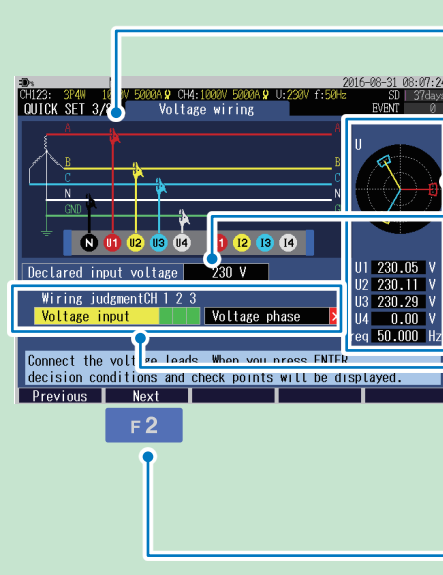 2016-08-31 08:07:24
CH123: 3P4W 5000A CH4:1000V 5000A U:230V f:50Hz SD 37day
QUICK SET Voltage wiring EVENT 0
A A
B B
C C
N N
GND G
U
N U1 U2 U3 U4 1 I2 I3 I4
Declared input voltage 230 V
U1 230.05 V
U2 230.11 V
U3 230.29 V
U4 0.00 V
req 50.000 Hz
Wiring judgmentCH 1 2 3
Voltage input Voltage phase ×
Connect the voltage leads. When you press ENTER
decision conditions and check points will be displayed.
Previous Next
F2